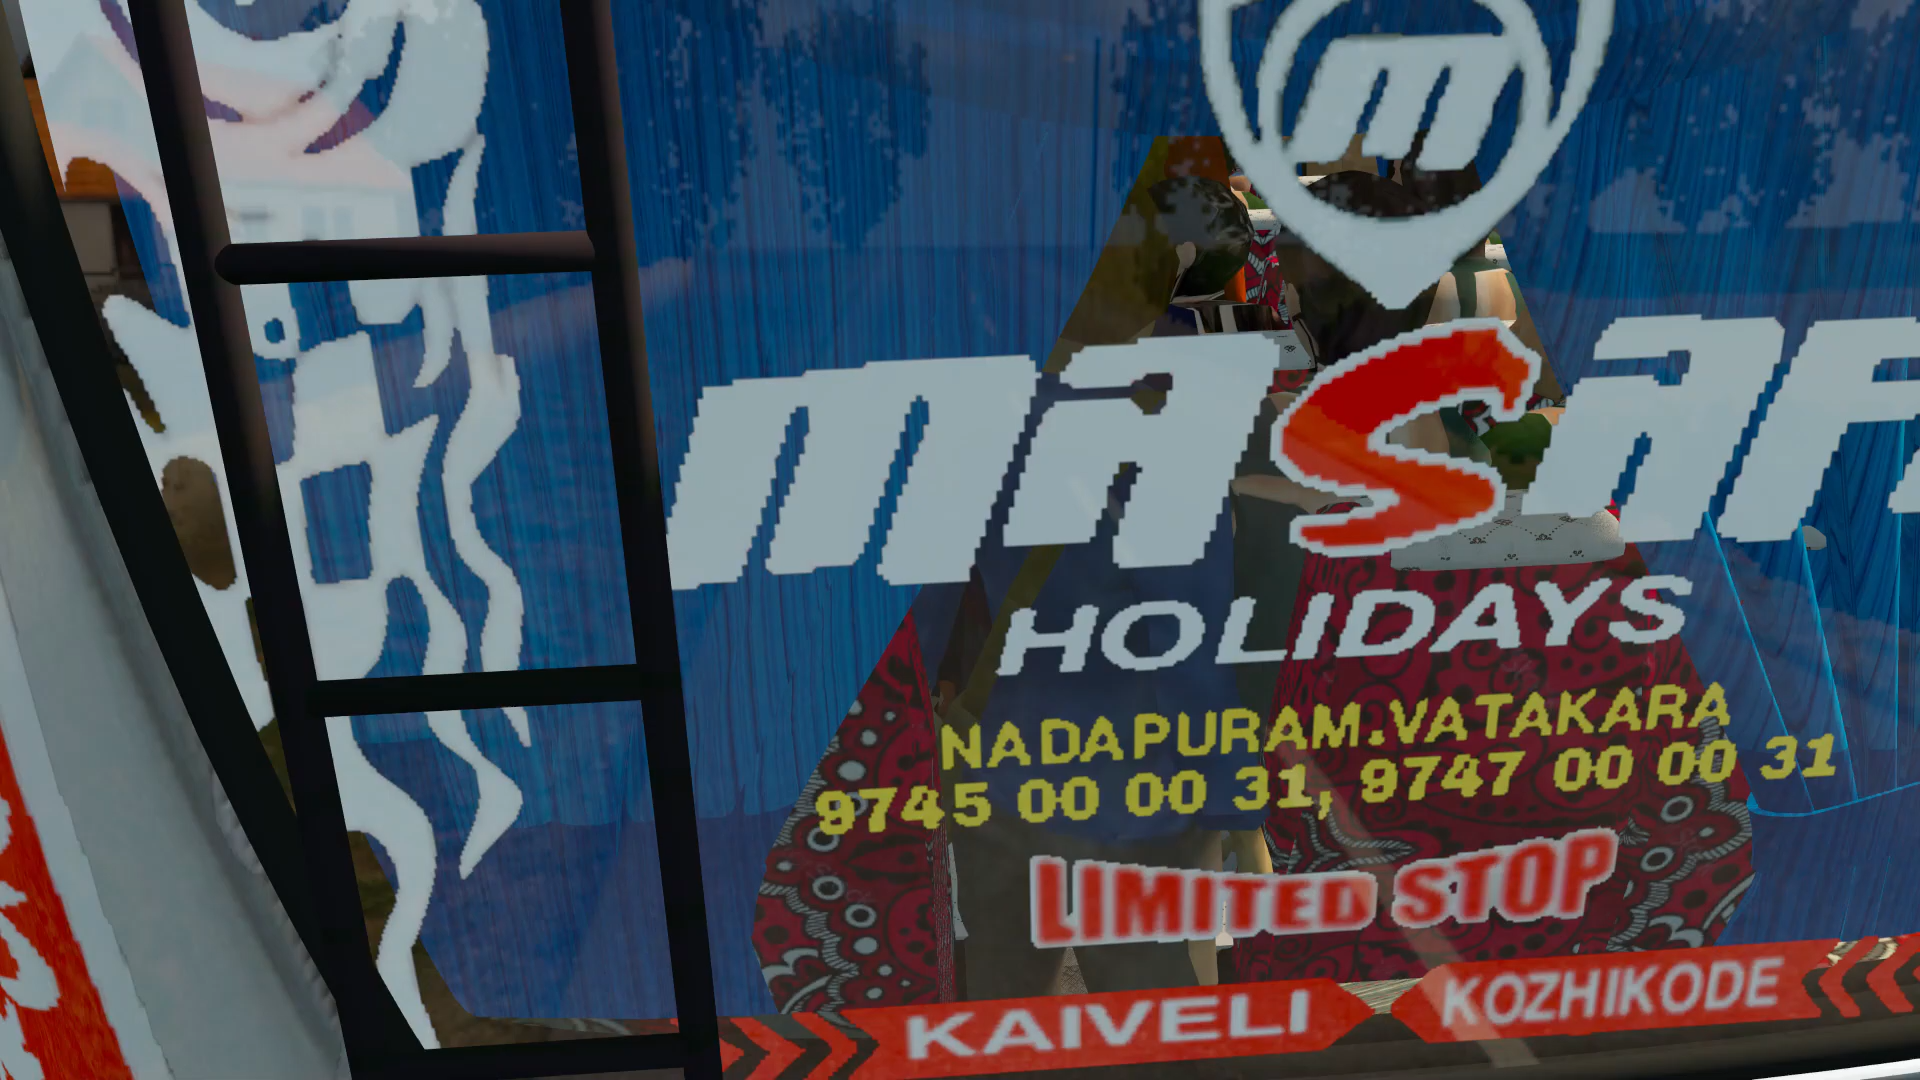 m
HOLIDAYS
NADAPURAM.VATAKARA
9745 00 00 31, 9747 00 00 31
LIMITED STOP
KAIVELI KOZHIKODE